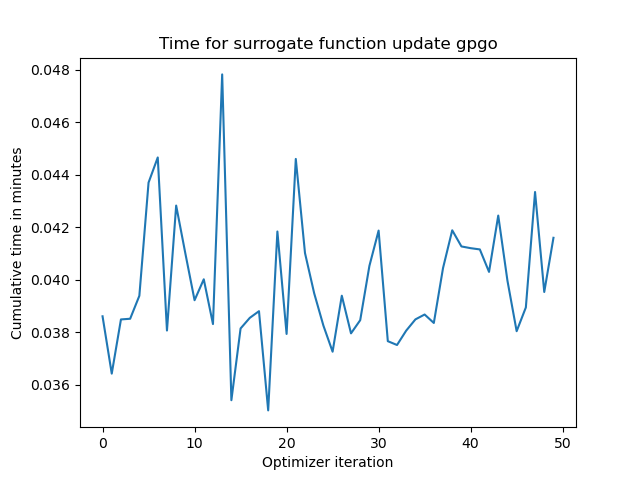 Time for surrogate function update gpgo
Cumulative time in minutes
0.048
0.046
0.044
0.042
0.040
0.038
0.036
0 10 20 30 40 50
Optimizer iteration